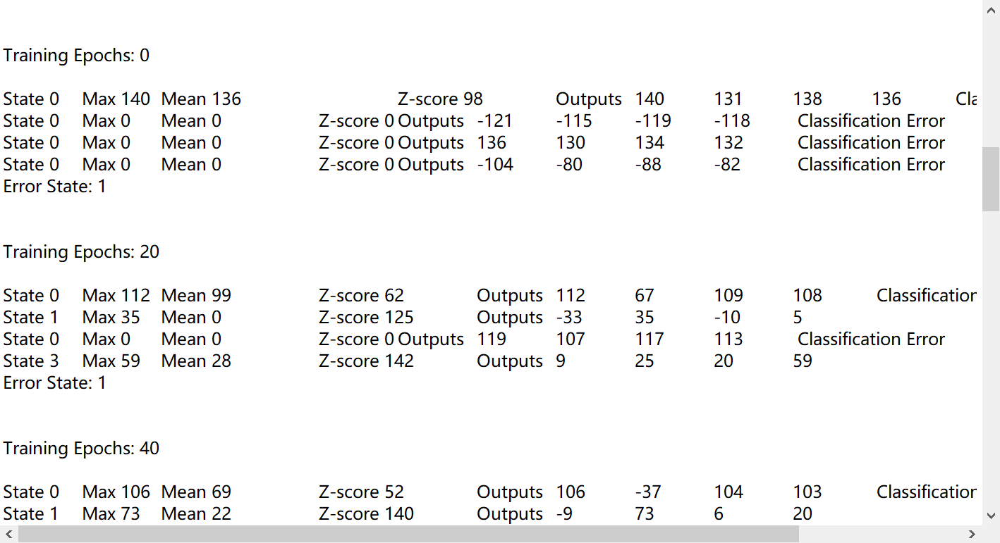 Training Epochs: 0
State 0 Max 140 Mean 136 Z-score 98 Outputs 140 131 138 136 Cla
State 0 Max 0 Mean 0 Z-score 0 Outputs -121 -115 -119 -118 Classification Error
State 0 Max 0 Mean 0 Z-score 0 Outputs 136 130 134 132 Classification Error
State 0 Max 0 Mean 0 Z-score 0 Outputs -104 -80 -88 -82 Classification Error
Error State: 1
Training Epochs: 20
State 0 Max 112 Mean 99 Z-score 62 Outputs 112 67 109 108 Classification
State 1 Max 35 Mean 0 Z-score 125 Outputs -33 35 -10 5
State 0 Max 0 Mean 0 Z-score 0 Outputs 119 107 117 113 Classification Error
State 3 Max 59 Mean 28 Z-score 142 Outputs 9 25 20 59
Error State: 1
Training Epochs: 40
State 0 Max 106 Mean 69 Z-score 52 Outputs 106 -37 104 103 Classification
State 1 Max 73 Mean 22 Z-score 140 Outputs -9 73 6 20